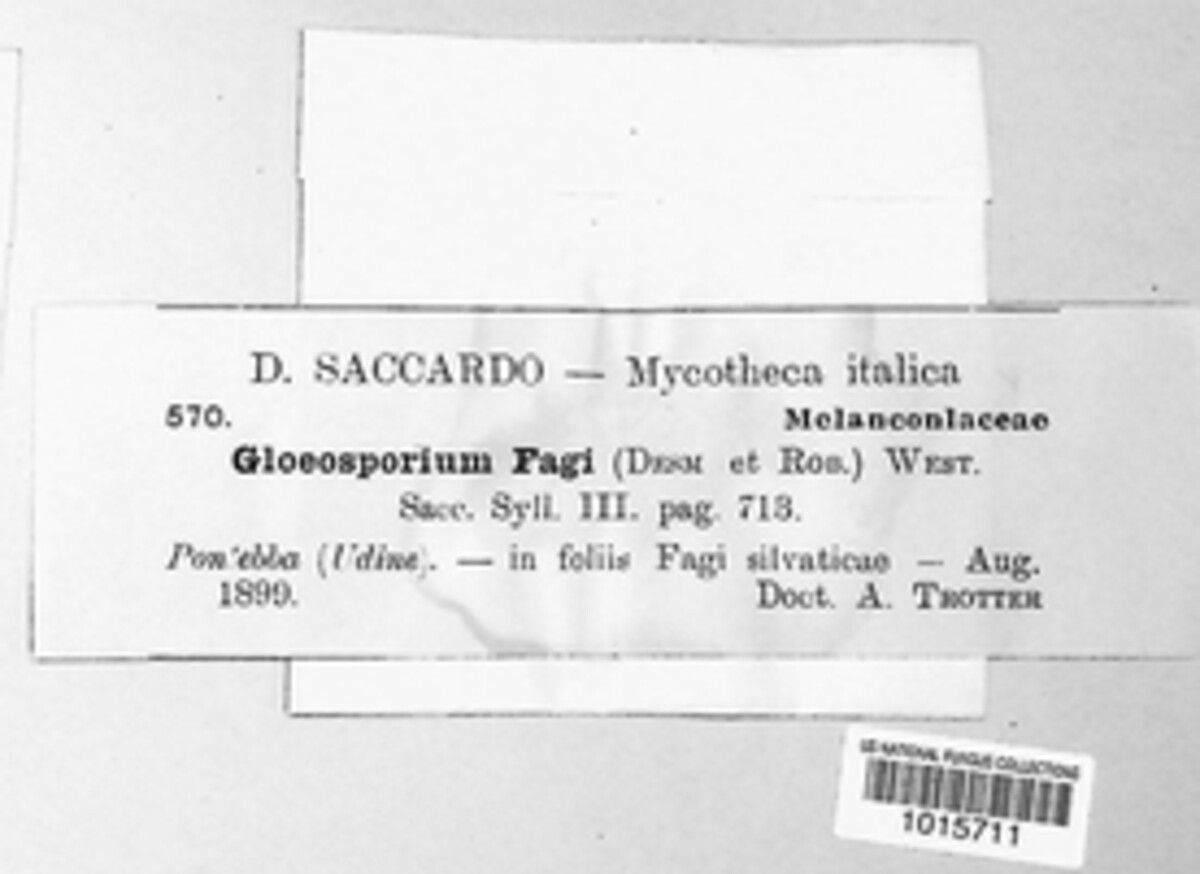 D. SACCARDO — Mycotheca italica
570. Melanconiaceae
Gloeosporium Fagi (DESM et ROB.) WEST.
Sacc. Syll. III. pag. 713.
Pontebba (Udine). — in foliis Fagi silvaticae — Aug.
1899. Doct. A. TROTTER
US NATIONAL FUNGUS COLLECTIONS
1015711